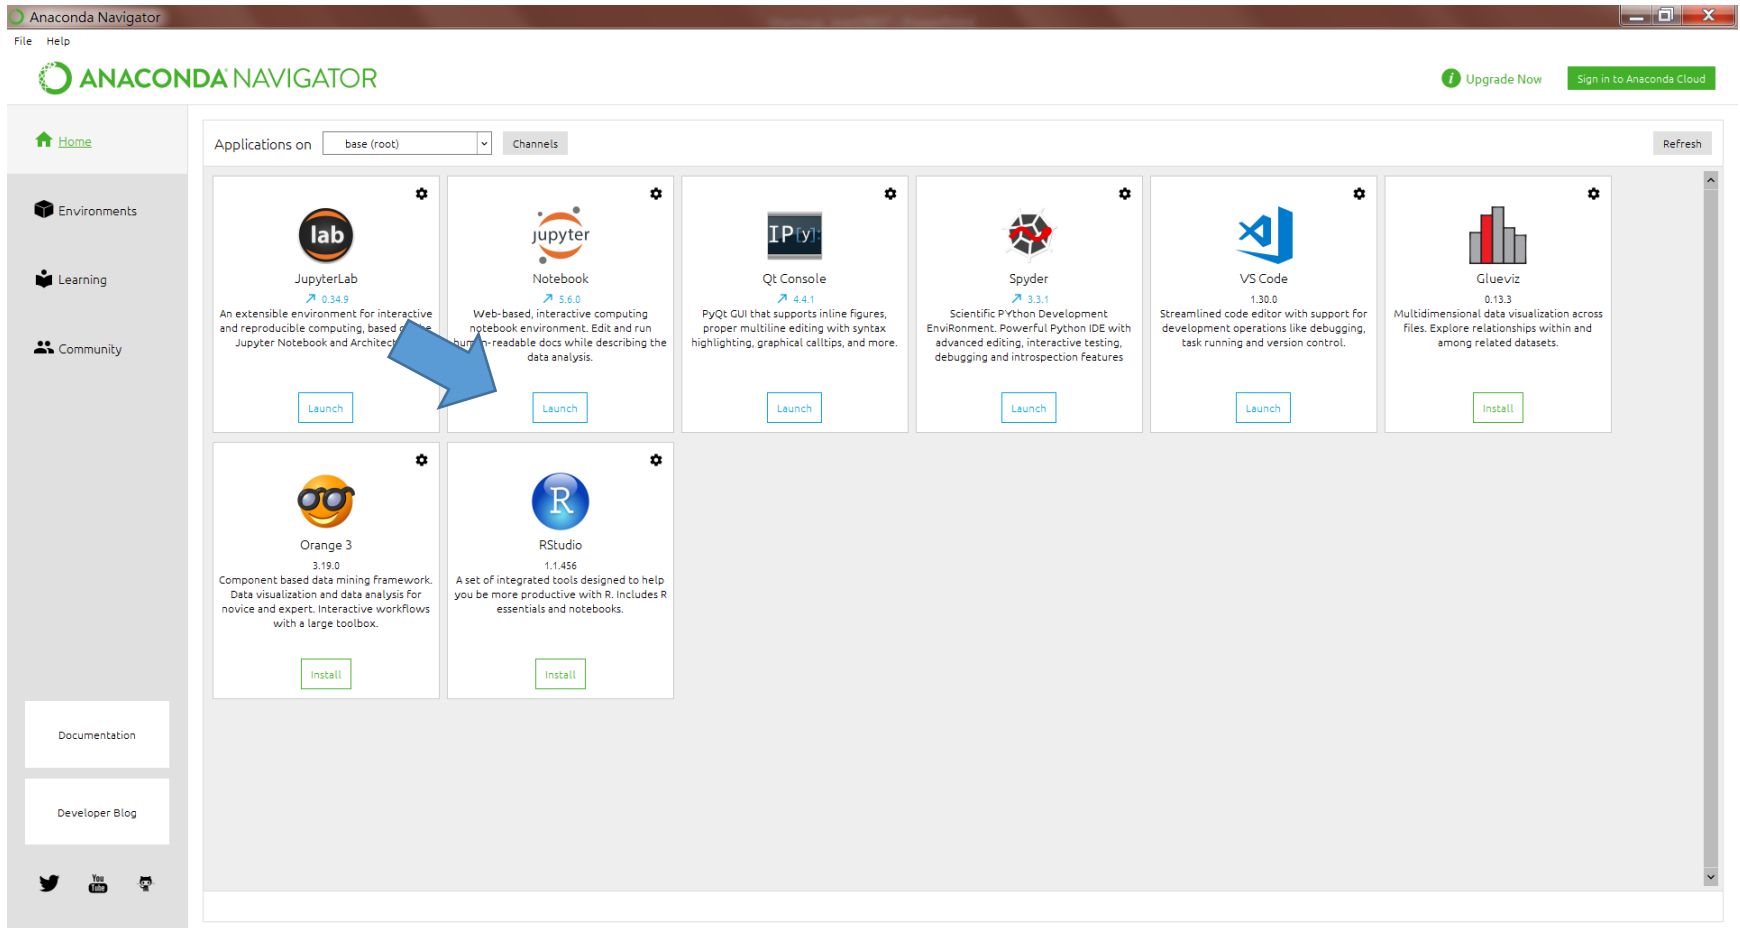 Anaconda Navigator
File Help
ANACONDA NAVIGATOR
Upgrade Now
Sign in to Anaconda Cloud
Home
Environments
Learning
Community
Documentation
Developer Blog
You
Tube
Applications on base (root) Channels
Refresh
lab
JupyterLab
0.34.9
An extensible environment for interactive
and reproducible computing, based
Jupyter Notebook and
Launch
jupyter
Notebook
5.6.0
Web-based, interactive computing
notebook environment. Edit and run
human-readable docs while describing the
data analysis.
Launch
IP[y]:
Qt Console
4.4.1
PyQt GUI that supports inline figures,
proper multiline editing with syntax
highlighting, graphical calltips, and more.
Launch
Spyder
3.3.1
Scientific PYthon Development
EnviRonment. Powerful Python IDE with
advanced editing, interactive testing,
debugging and introspection features
Launch
VS Code
1.30.0
Streamlined code editor with support for
development operations like debugging,
task running and version control.
Launch
Glueviz
0.13.3
Multidimensional data visualization across
files. Explore relationships within and
among related datasets.
Install
Orange 3
3.19.0
Component based data mining framework.
Data visualization and data analysis for
novice and expert. Interactive workflows
with a large toolbox.
Install
R
RStudio
1.1.456
A set of integrated tools designed to help
you be more productive with R. Includes R
essentials and notebooks.
Install